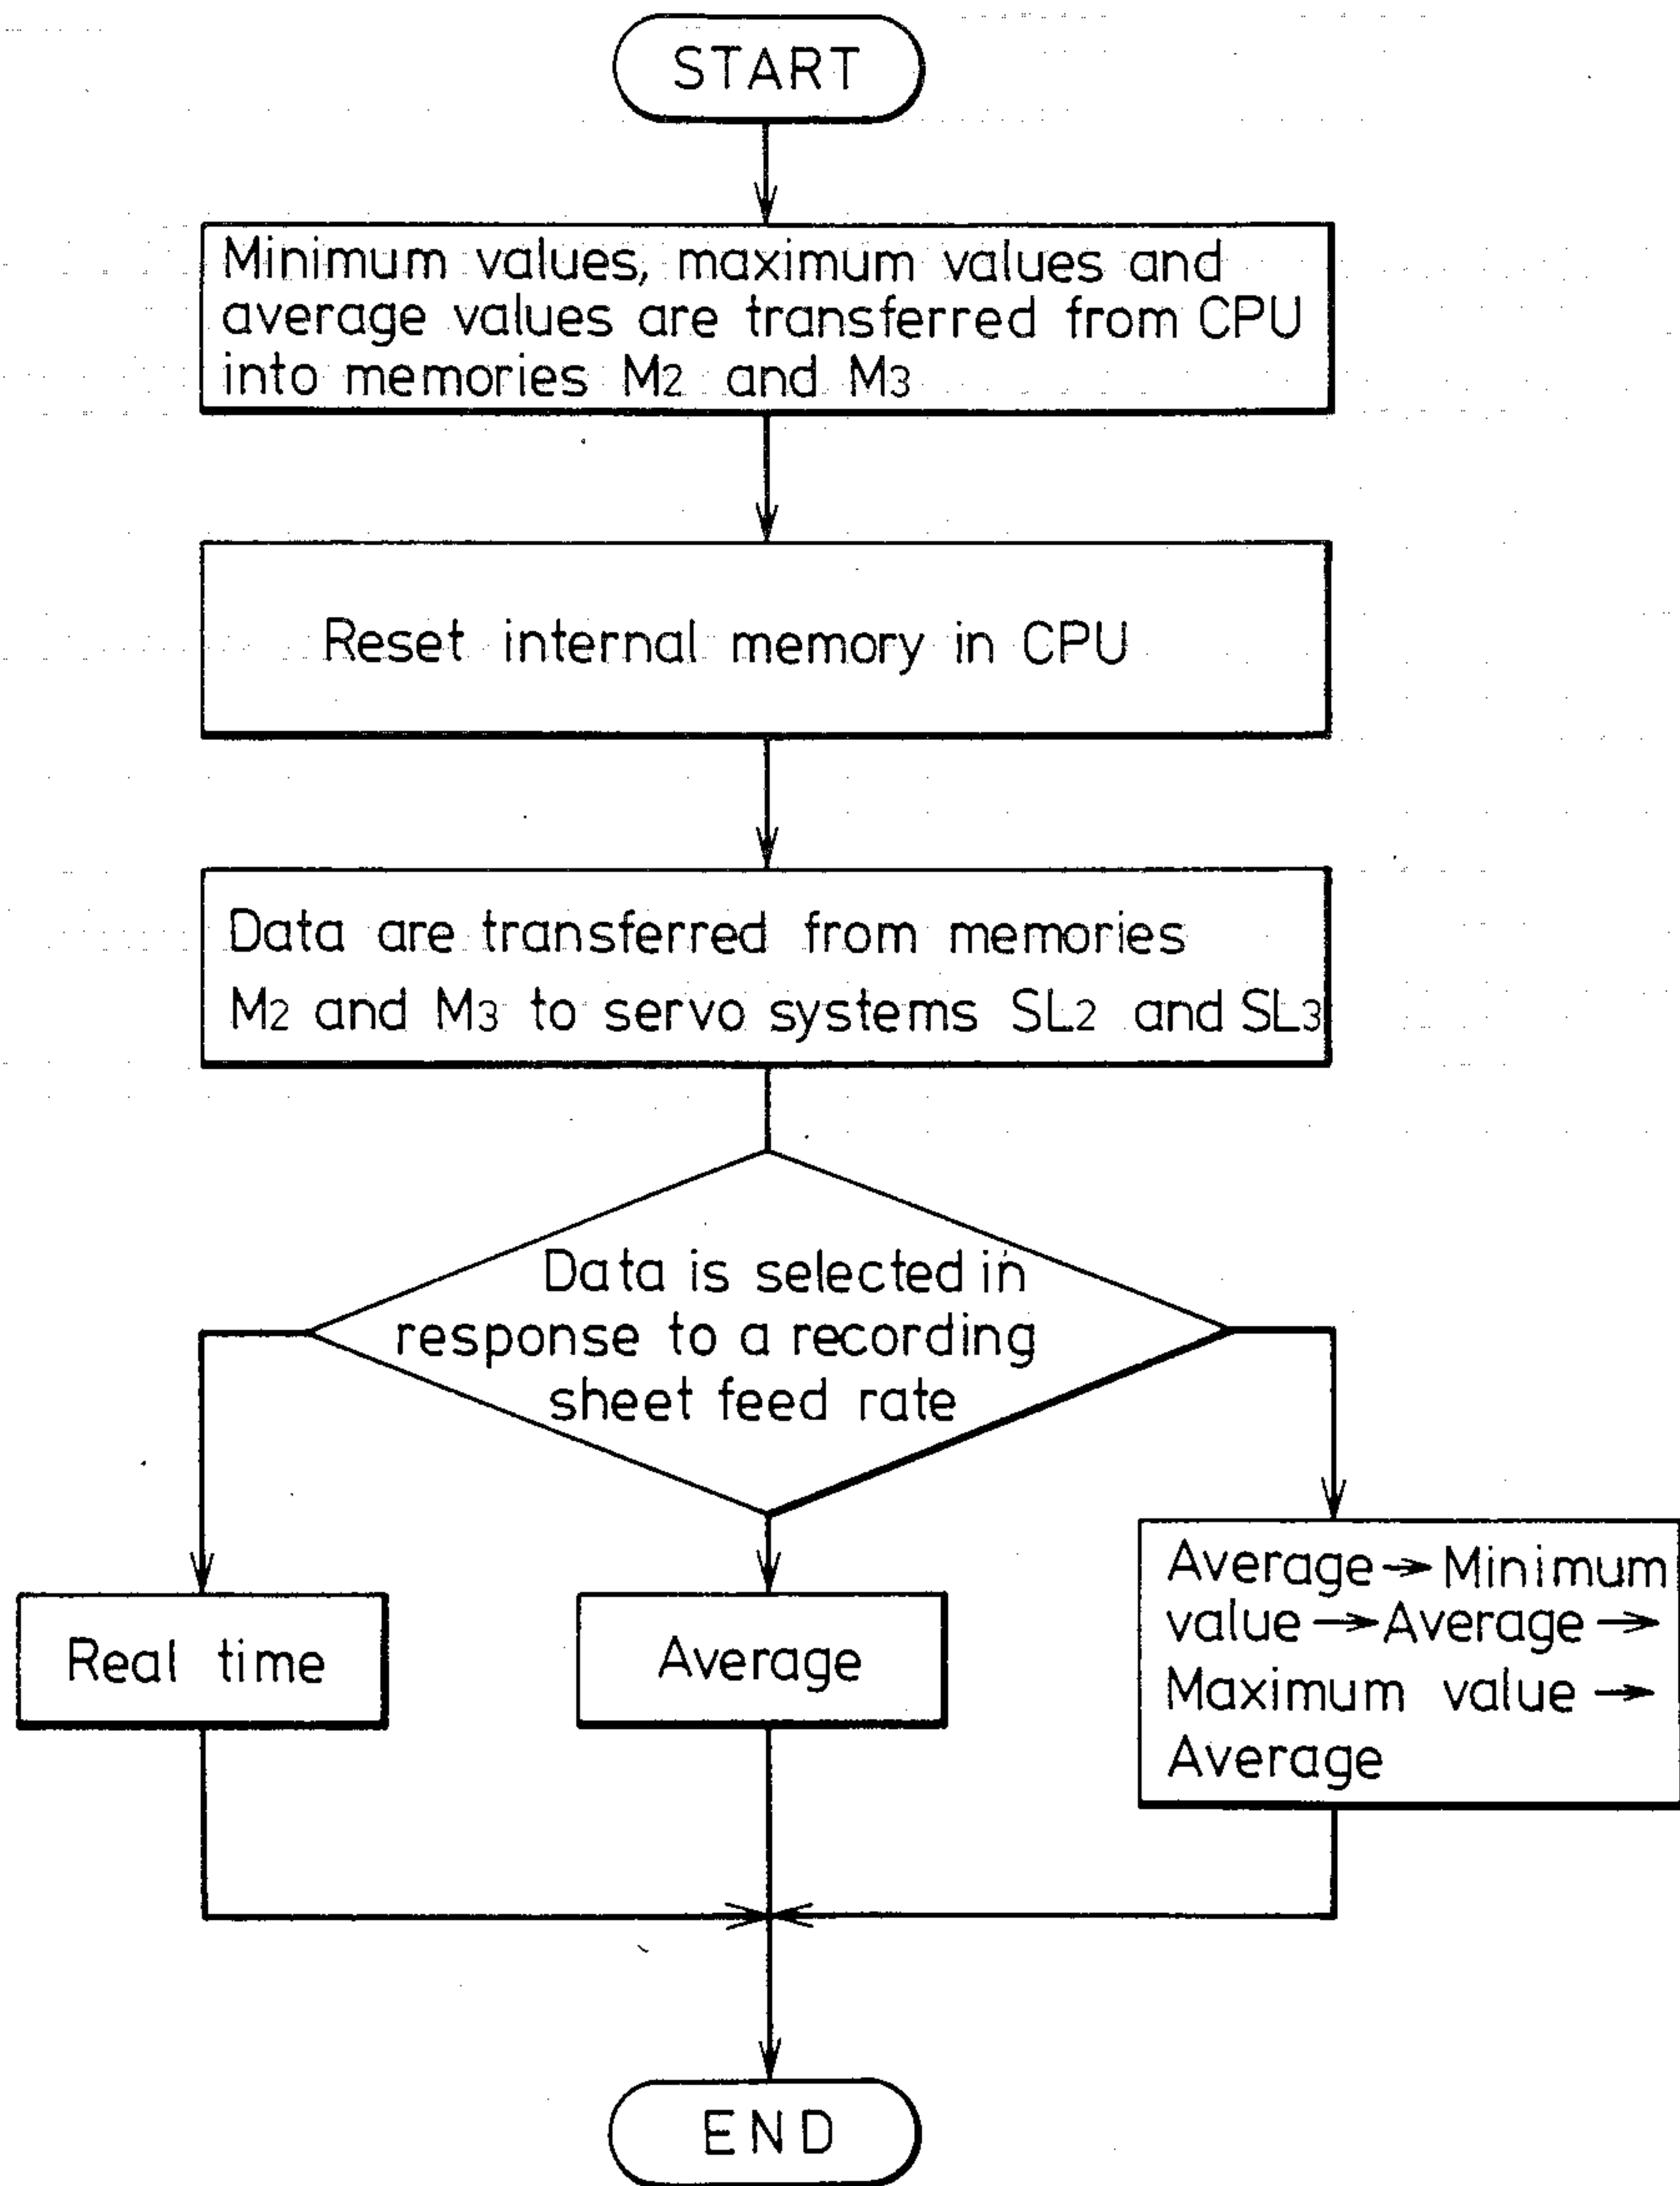 START
Minimum values, maximum values and
average values are transferred from CPU
into memories M2 and M3
Reset internal memory in CPU
Data are transferred from memories
M2 and M3 to servo systems SL2 and SL3
Data is selected in
response to a recording
sheet feed rate
Real time
Average
Average → Minimum
value → Average →
Maximum value →
Average
END